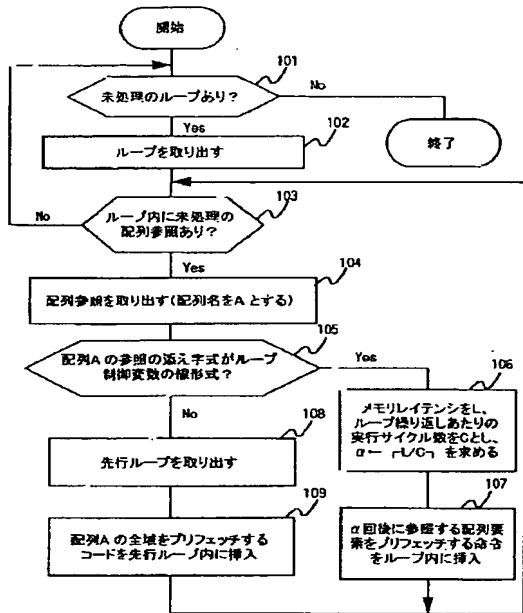 開始
101
未処理のループあり?
No
Yes
102
ループを取り出す
終了
103
ループ内に未処理の
配列参照あり?
No
Yes
104
配列参照を取り出す(配列名をAとする)
105
配列Aの参照の添え字式がループ
制御変数の線形式?
Yes
No
106
メモリレイテンシをL、
ループ繰り返しあたりの
実行サイクル数をCとし、
α← ┌L/C┐ を求める
108
先行ループを取り出す
107
α回後に参照する配列要
素をプリフェッチする命令
をループ内に挿入
109
配列Aの全域をプリフェッチする
コードを先行ループ内に挿入